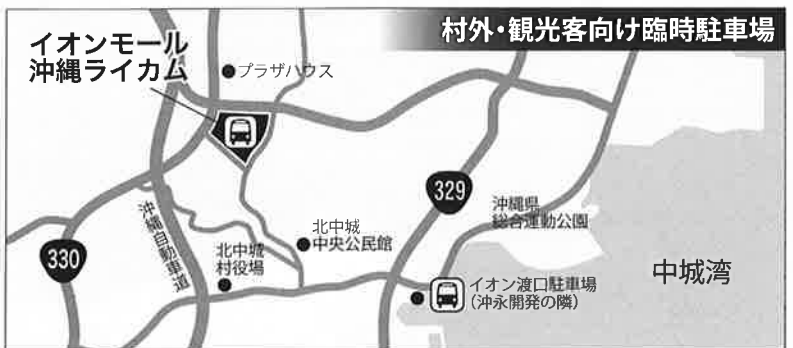 村外・観光客向け臨時駐車場
イオンモール
沖縄ライカム
プラザハウス
329
沖縄県
総合運動公園
沖縄自動車道
北中城
中央公民館
330
北中城
村役場
中城湾
イオン渡口駐車場
（沖永開発の隣）